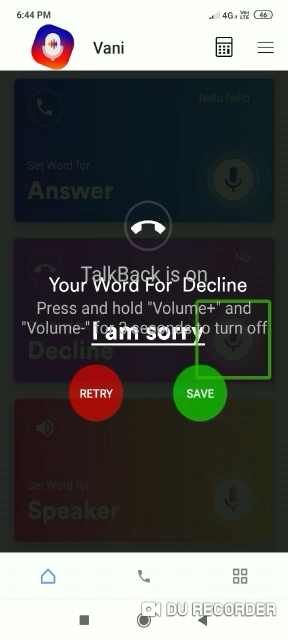 6:44 PM
4G
VoLTE
46
Vani
hello hello
Set Word for
Answer
TalkBack is on
Your Word For Decline
No
Press and hold "Volume+" and
"Volume-" for 3 seconds to turn off
I am sorry
Decline
RETRY
SAVE
Set Word for
Speaker
DU RECORDER